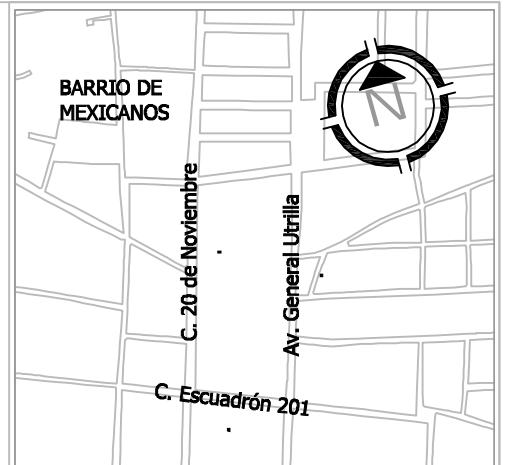 BARRIO DE
MEXICANOS
N
C. 20 de Noviembre
Av. General Utrilla
C. Escuadrón 201